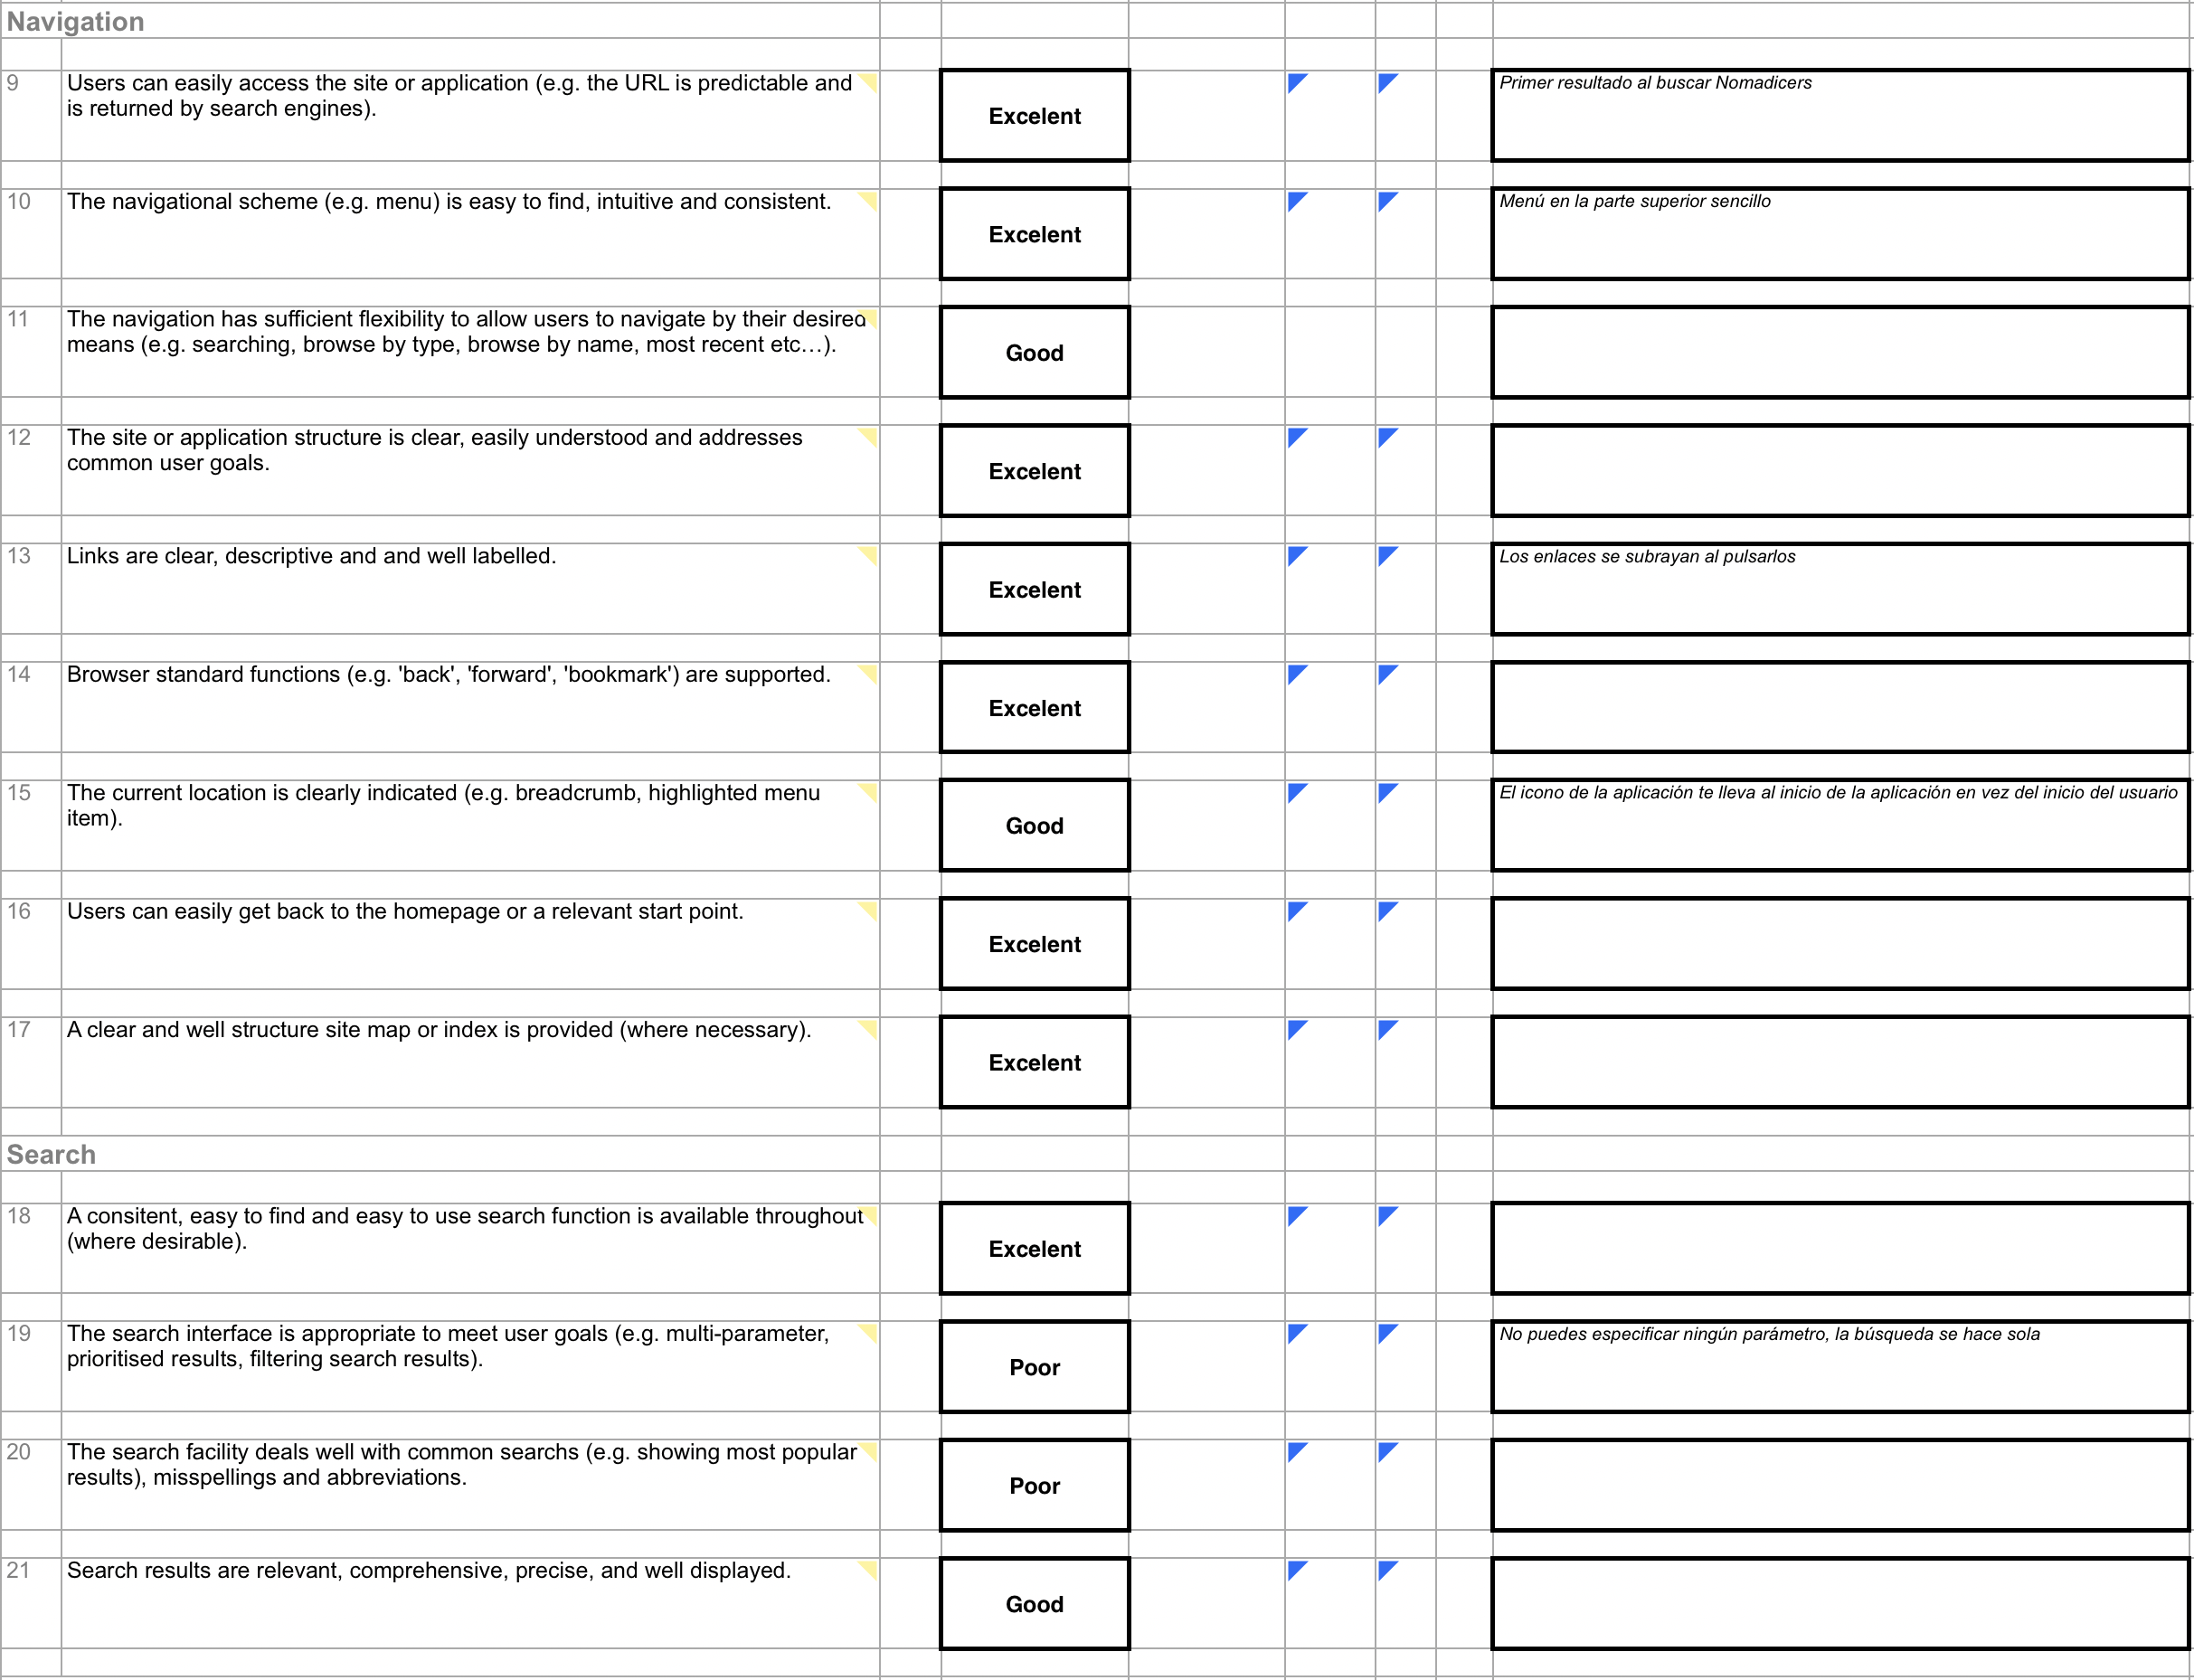 Navigation
9 Users can easily access the site or application (e.g. the URL is predictable and
is returned by search engines).
Excelent
Primer resultado al buscar Nomadicers
10 The navigational scheme (e.g. menu) is easy to find, intuitive and consistent.
Excelent
Menú en la parte superior sencillo
11 The navigation has sufficient flexibility to allow users to navigate by their desired
means (e.g. searching, browse by type, browse by name, most recent etc…).
Good
12 The site or application structure is clear, easily understood and addresses
common user goals.
Excelent
13 Links are clear, descriptive and and well labelled.
Excelent
Los enlaces se subrayan al pulsarlos
14 Browser standard functions (e.g. 'back', 'forward', 'bookmark') are supported.
Excelent
15 The current location is clearly indicated (e.g. breadcrumb, highlighted menu
item).
Good
El icono de la aplicación te lleva al inicio de la aplicación en vez del inicio del usuario
16 Users can easily get back to the homepage or a relevant start point.
Excelent
17 A clear and well structure site map or index is provided (where necessary).
Excelent
Search
18 A consitent, easy to find and easy to use search function is available throughout
(where desirable).
Excelent
19 The search interface is appropriate to meet user goals (e.g. multi-parameter,
prioritised results, filtering search results).
Poor
No puedes especificar ningún parámetro, la búsqueda se hace sola
20 The search facility deals well with common searchs (e.g. showing most popular
results), misspellings and abbreviations.
Poor
21 Search results are relevant, comprehensive, precise, and well displayed.
Good